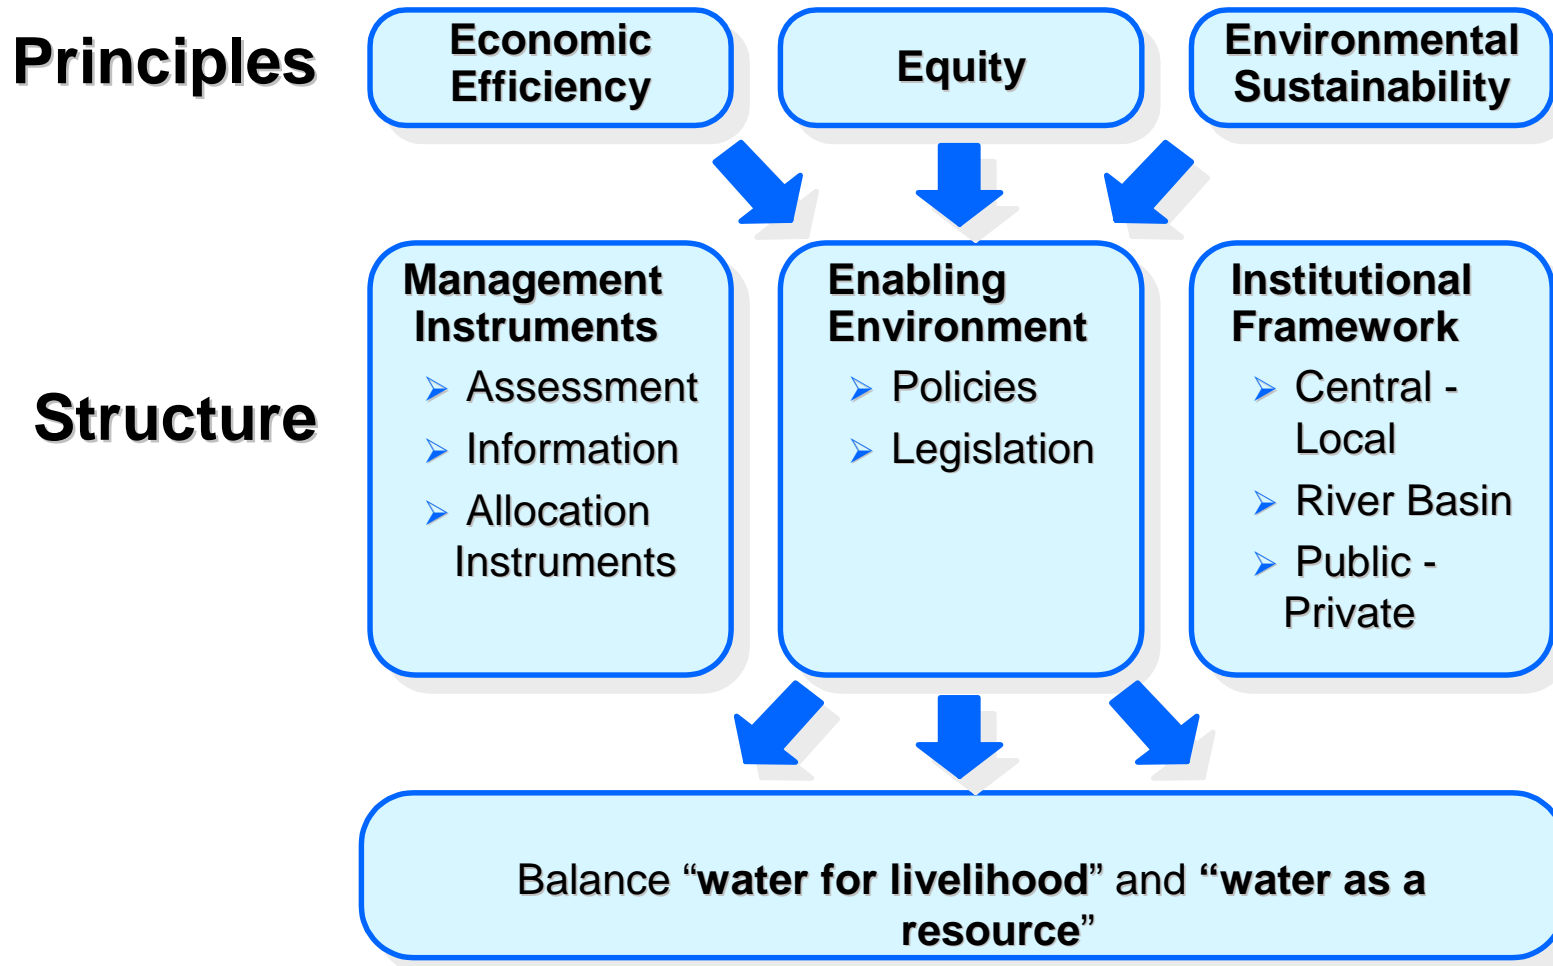 Principles
Economic
Efficiency
Equity
Environmental
Sustainability
Structure
Management
Instruments
Assessment
Information
Allocation
Instruments
Enabling
Environment
Policies
Legislation
Institutional
Framework
Central -
Local
River Basin
Public -
Private
Balance “water for livelihood” and “water as a
resource”